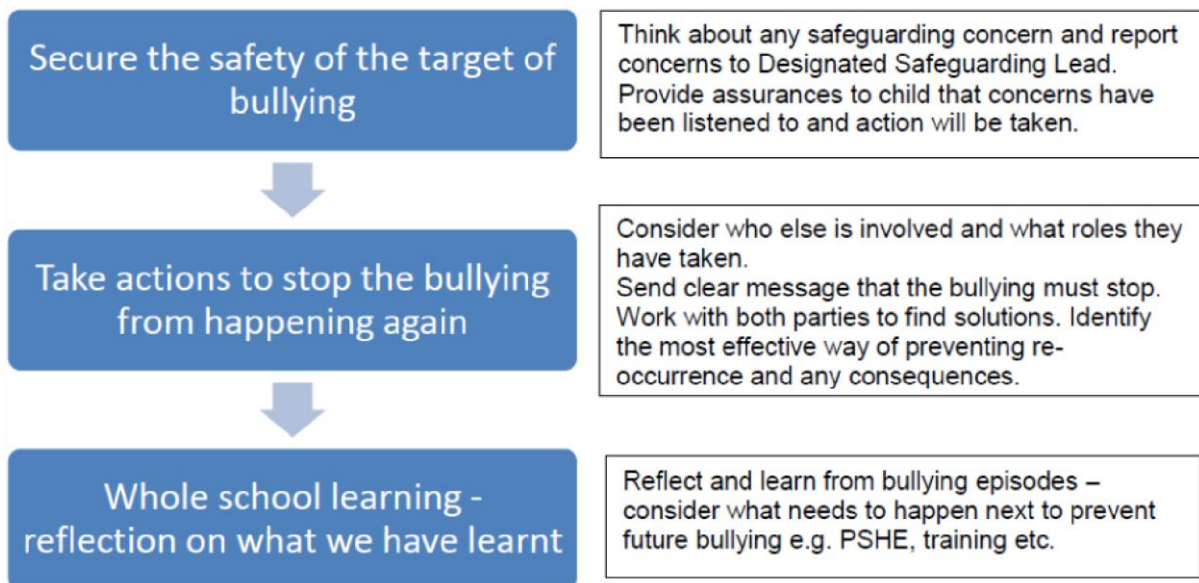 Secure the safety of the target of
bullying
Think about any safeguarding concern and report
concerns to Designated Safeguarding Lead.
Provide assurances to child that concerns have
been listened to and action will be taken.
Take actions to stop the bullying
from happening again
Consider who else is involved and what roles they
have taken.
Send clear message that the bullying must stop.
Work with both parties to find solutions. Identify
the most effective way of preventing re-
occurrence and any consequences.
Whole school learning -
reflection on what we have learnt
Reflect and learn from bullying episodes –
consider what needs to happen next to prevent
future bullying e.g. PSHE, training etc.